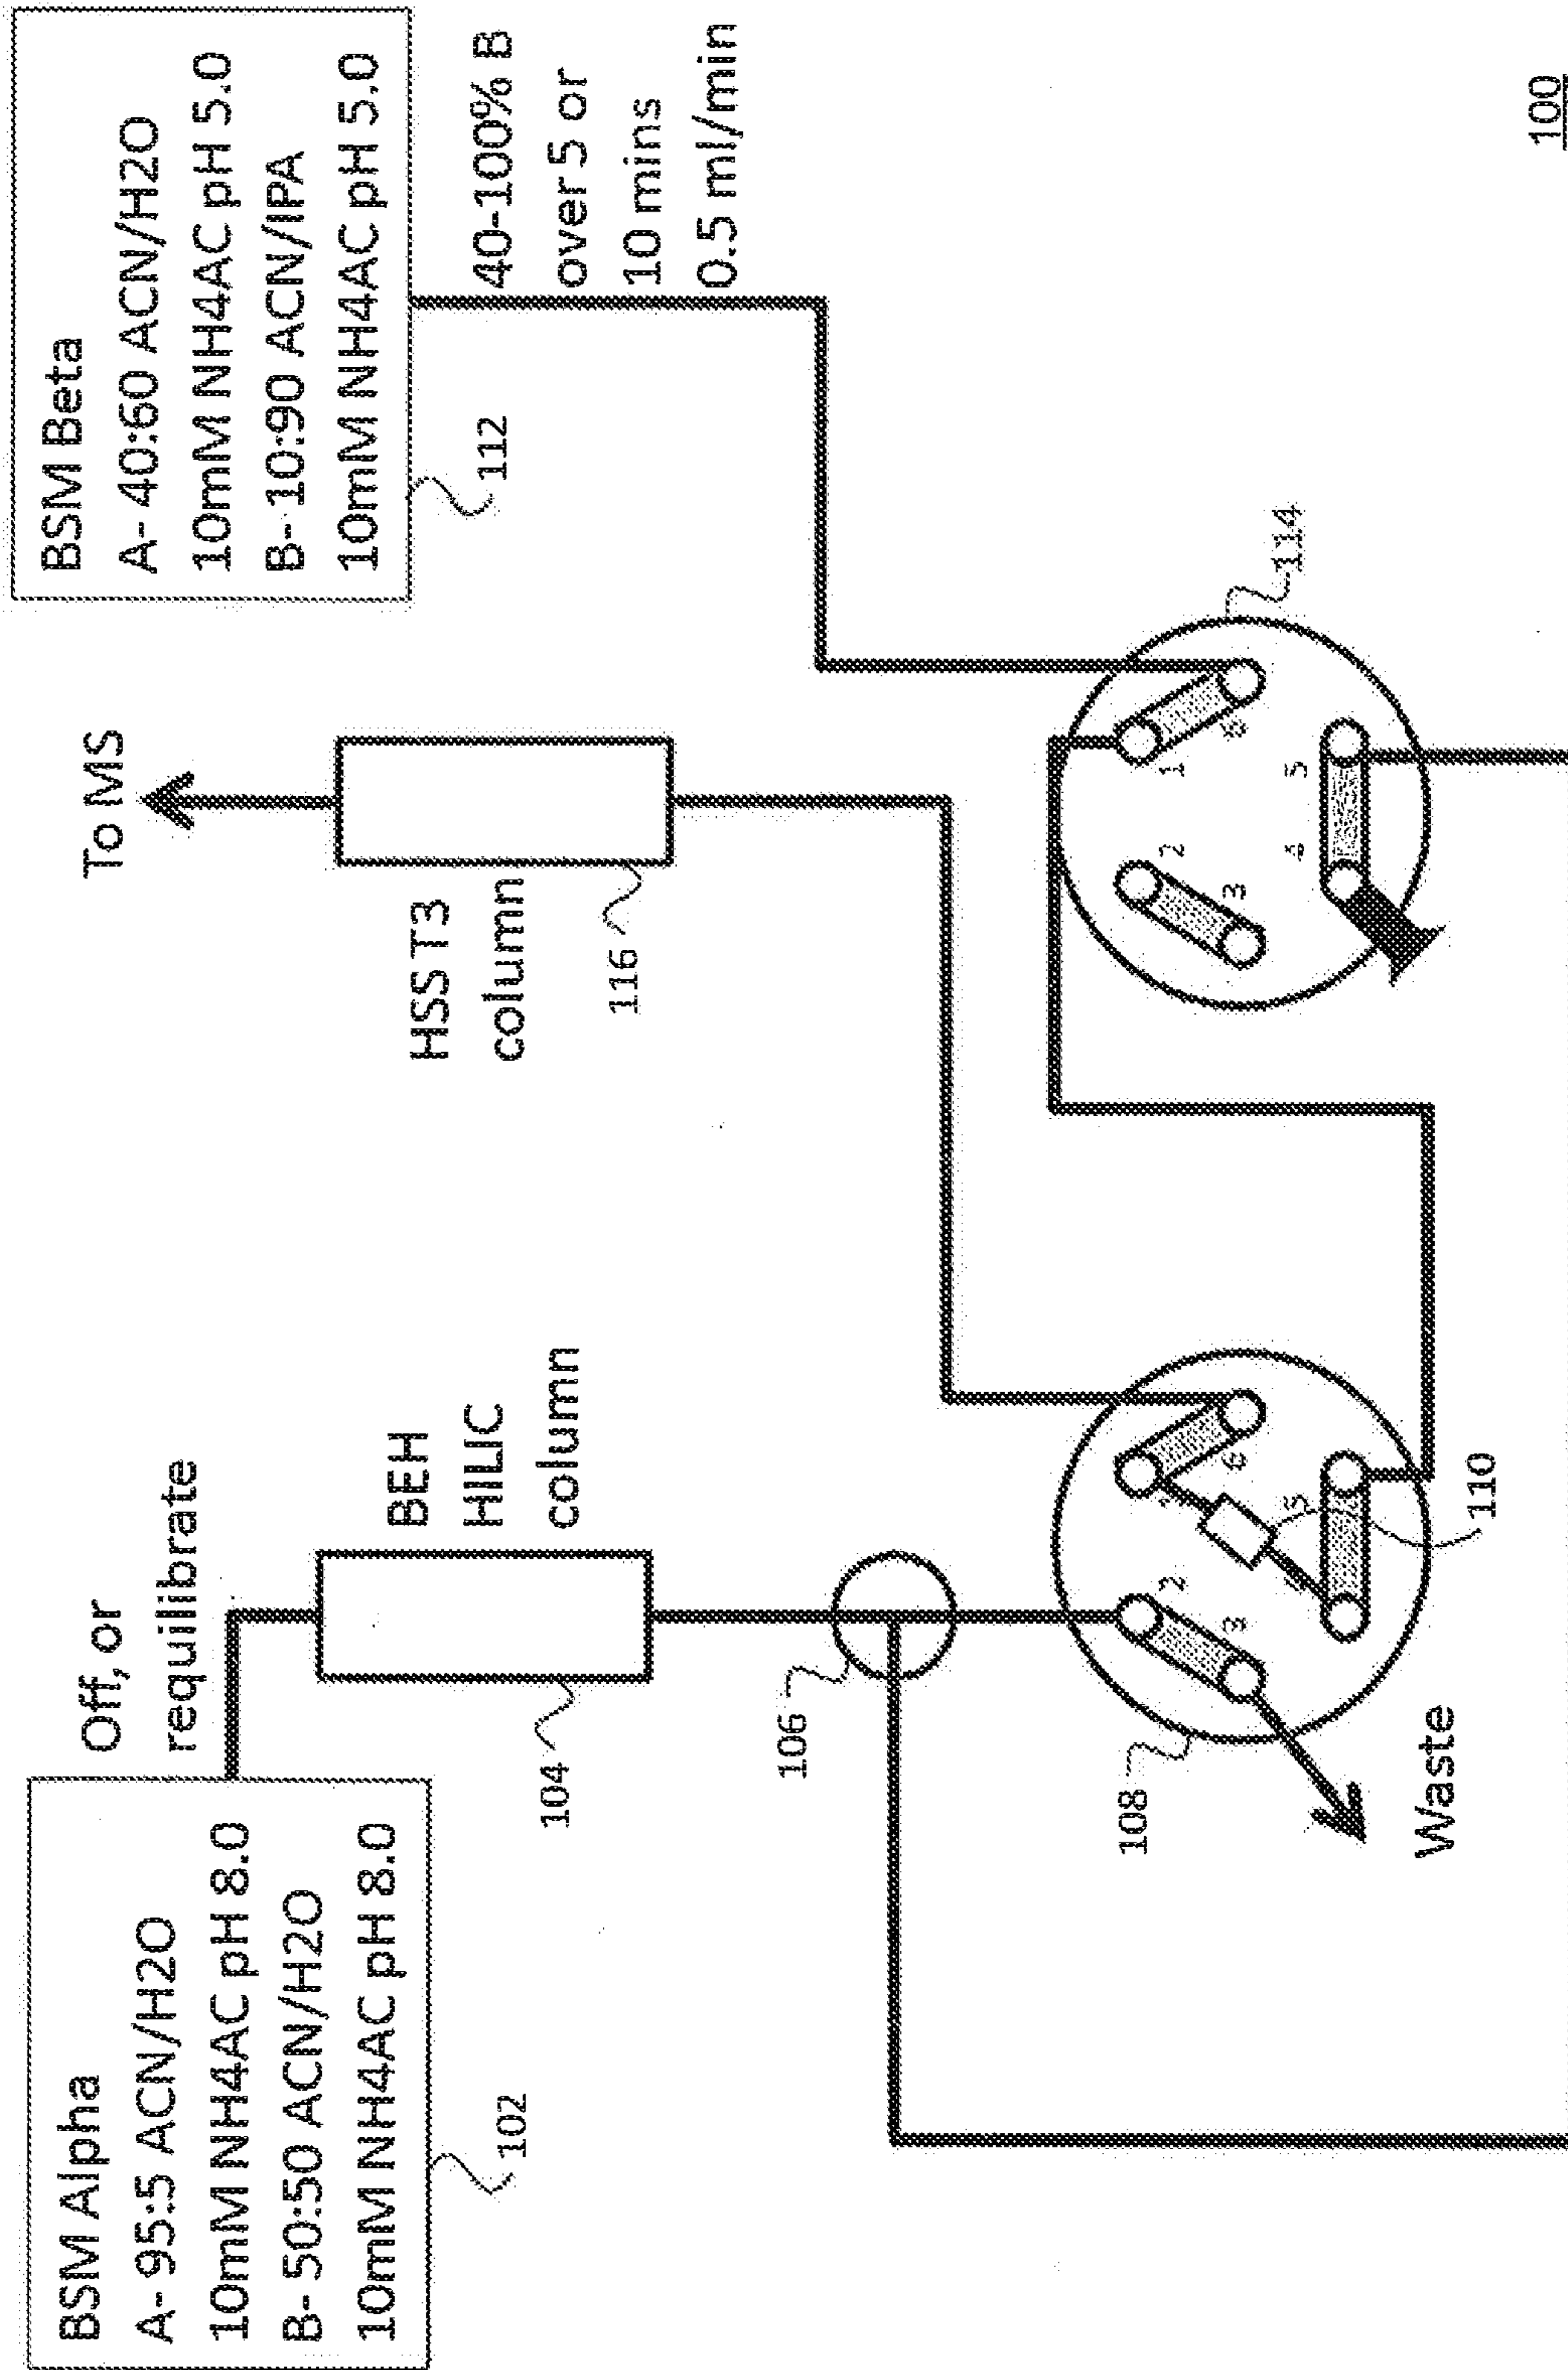 BSM Alpha
A- 95:5 ACN/H2O
10mM NH4AC pH 8.0
B- 50:50 ACN/H2O
10mM NH4AC pH 8.0
102
Off, or
requilibrate
BEH
HILIC
column
104
106
108
2
3
6
5
110
Waste
To MS
HSS T3
column
116
BSM Beta
A- 40:60 ACN/H2O
10mM NH4AC pH 5.0
B- 10:90 ACN/IPA
10mM NH4AC pH 5.0
112
40-100% B
over 5 or
10 mins
0.5 ml/min
114
1
2
3
4
5
6
100